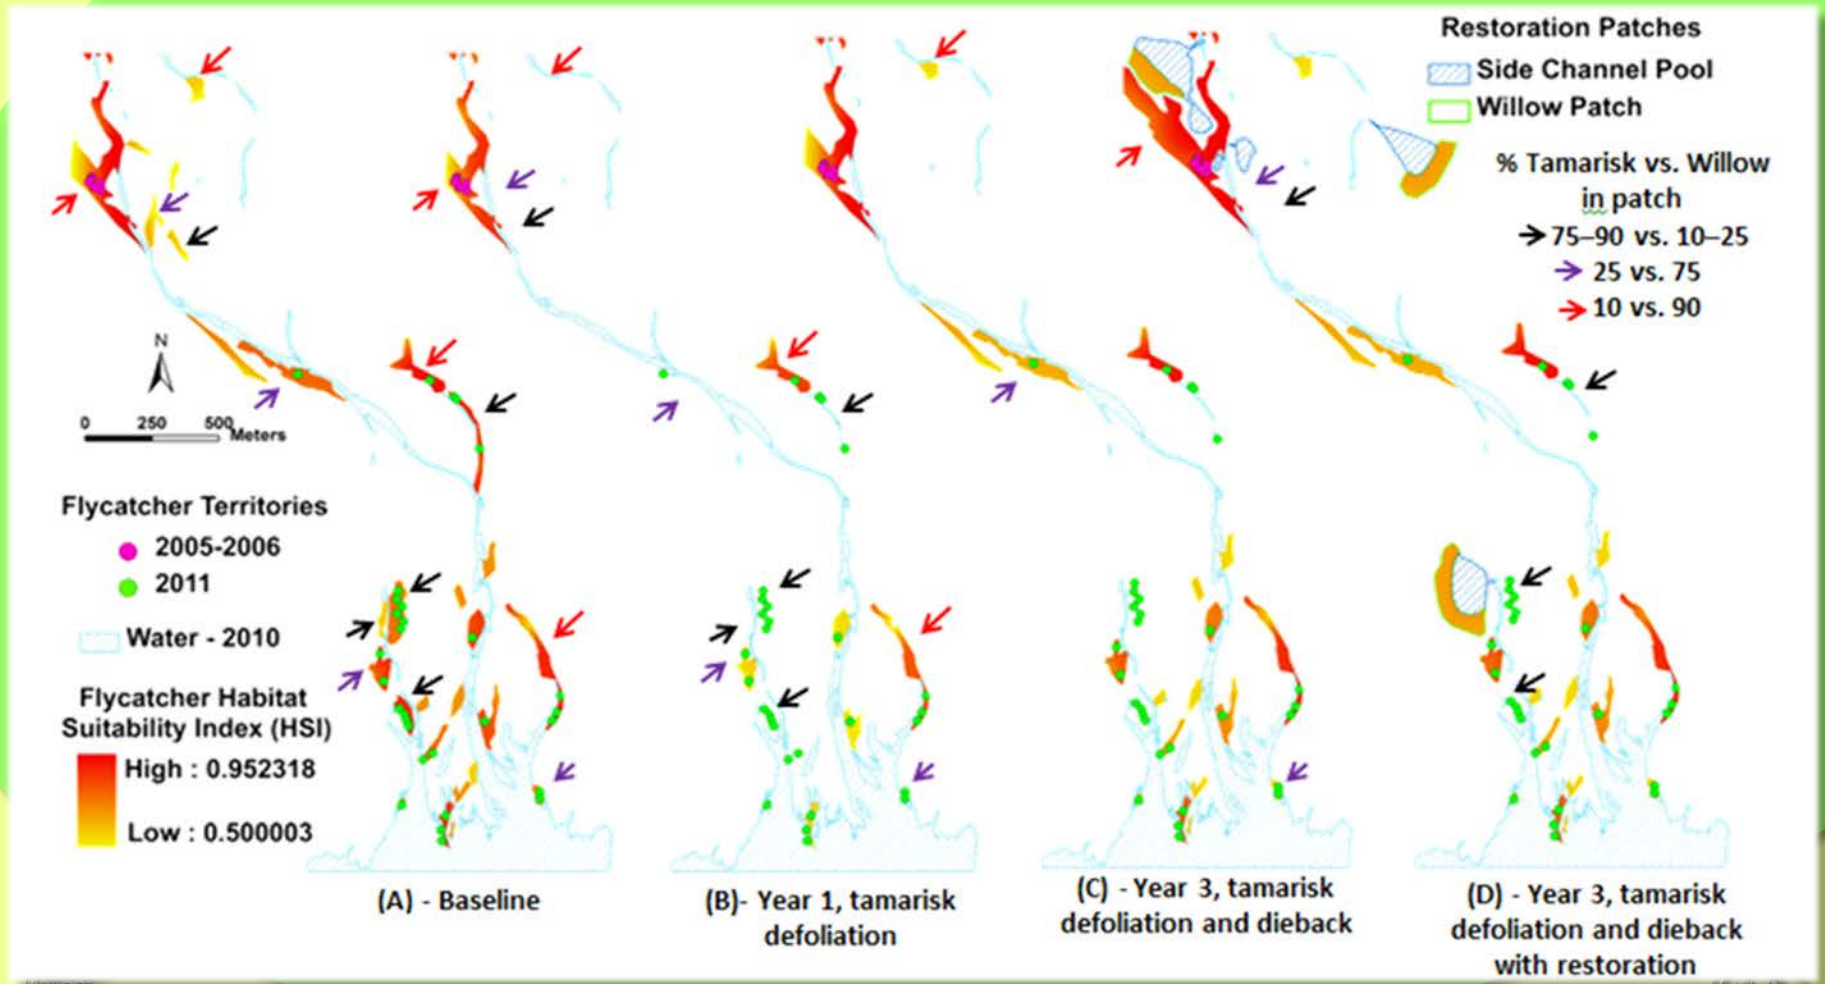 Restoration Patches
Side Channel Pool
Willow Patch
% Tamarisk vs. Willow
in patch
75–90 vs. 10–25
25 vs. 75
10 vs. 90
N
0 250 500 Meters
Flycatcher Territories
2005-2006
2011
Water - 2010
Flycatcher Habitat
Suitability Index (HSI)
High : 0.952318
Low : 0.500003
(A) - Baseline
(B)- Year 1, tamarisk
defoliation
(C) - Year 3, tamarisk
defoliation and dieback
(D) - Year 3, tamarisk
defoliation and dieback
with restoration